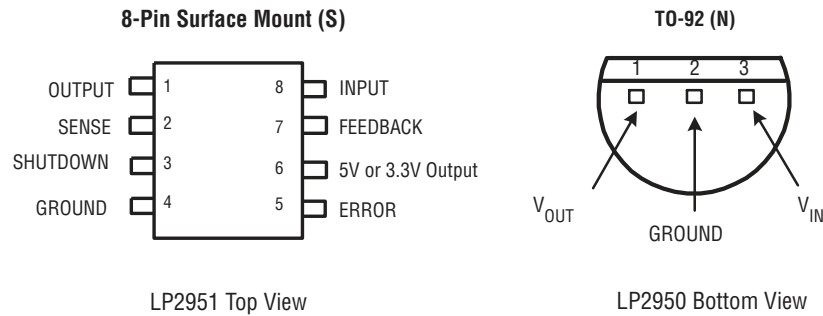 8-Pin Surface Mount (S)
OUTPUT 1 8 INPUT
SENSE 2 7 FEEDBACK
SHUTDOWN 3 6 5V or 3.3V Output
GROUND 4 5 ERROR
LP2951 Top View
TO-92 (N)
1 2 3
VOUT
GROUND
VIN
LP2950 Bottom View